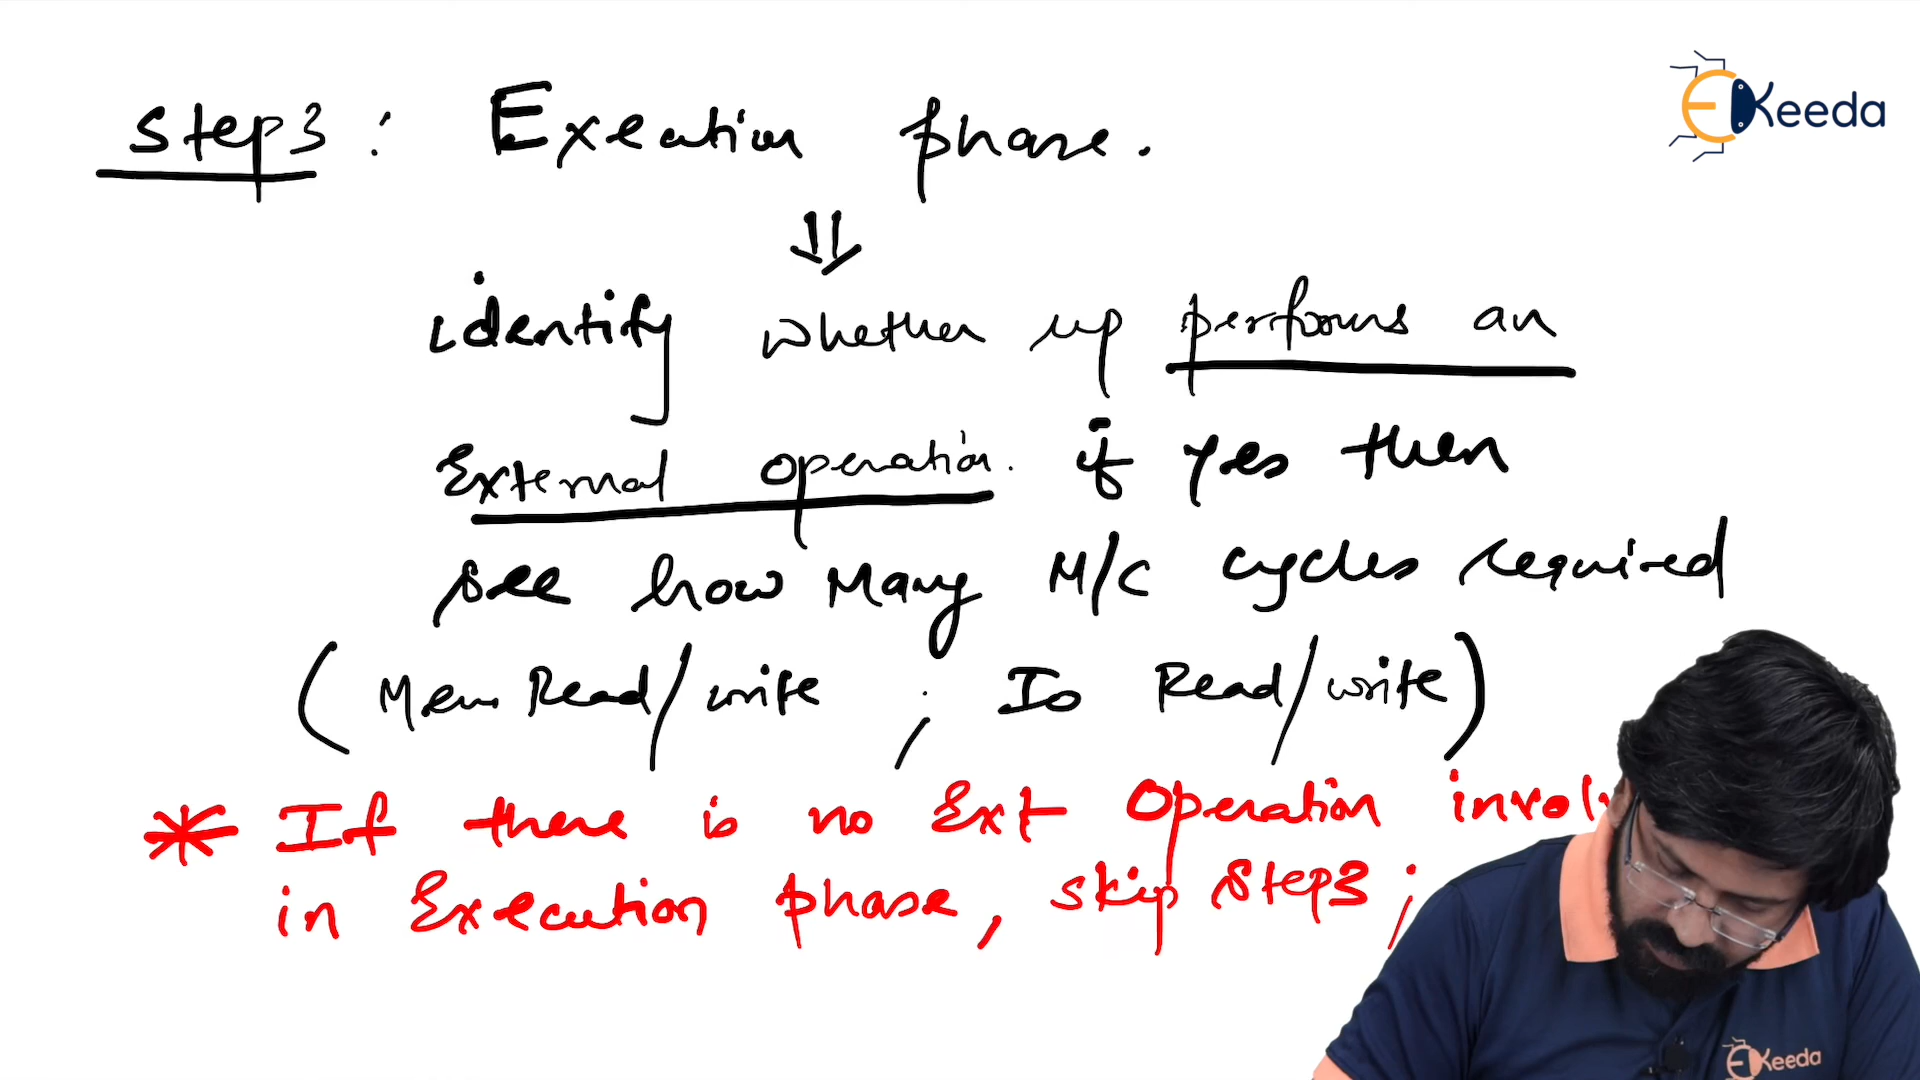 Step3: Execution phase.
EKeeda
identify whether up performs an
External operation. if yes then
see how Many M/C cycles required
(Mem Read/write ; Io Read/write)
* If there is no Ext Operation
in Execution phase, skip Step3;
EKeeda